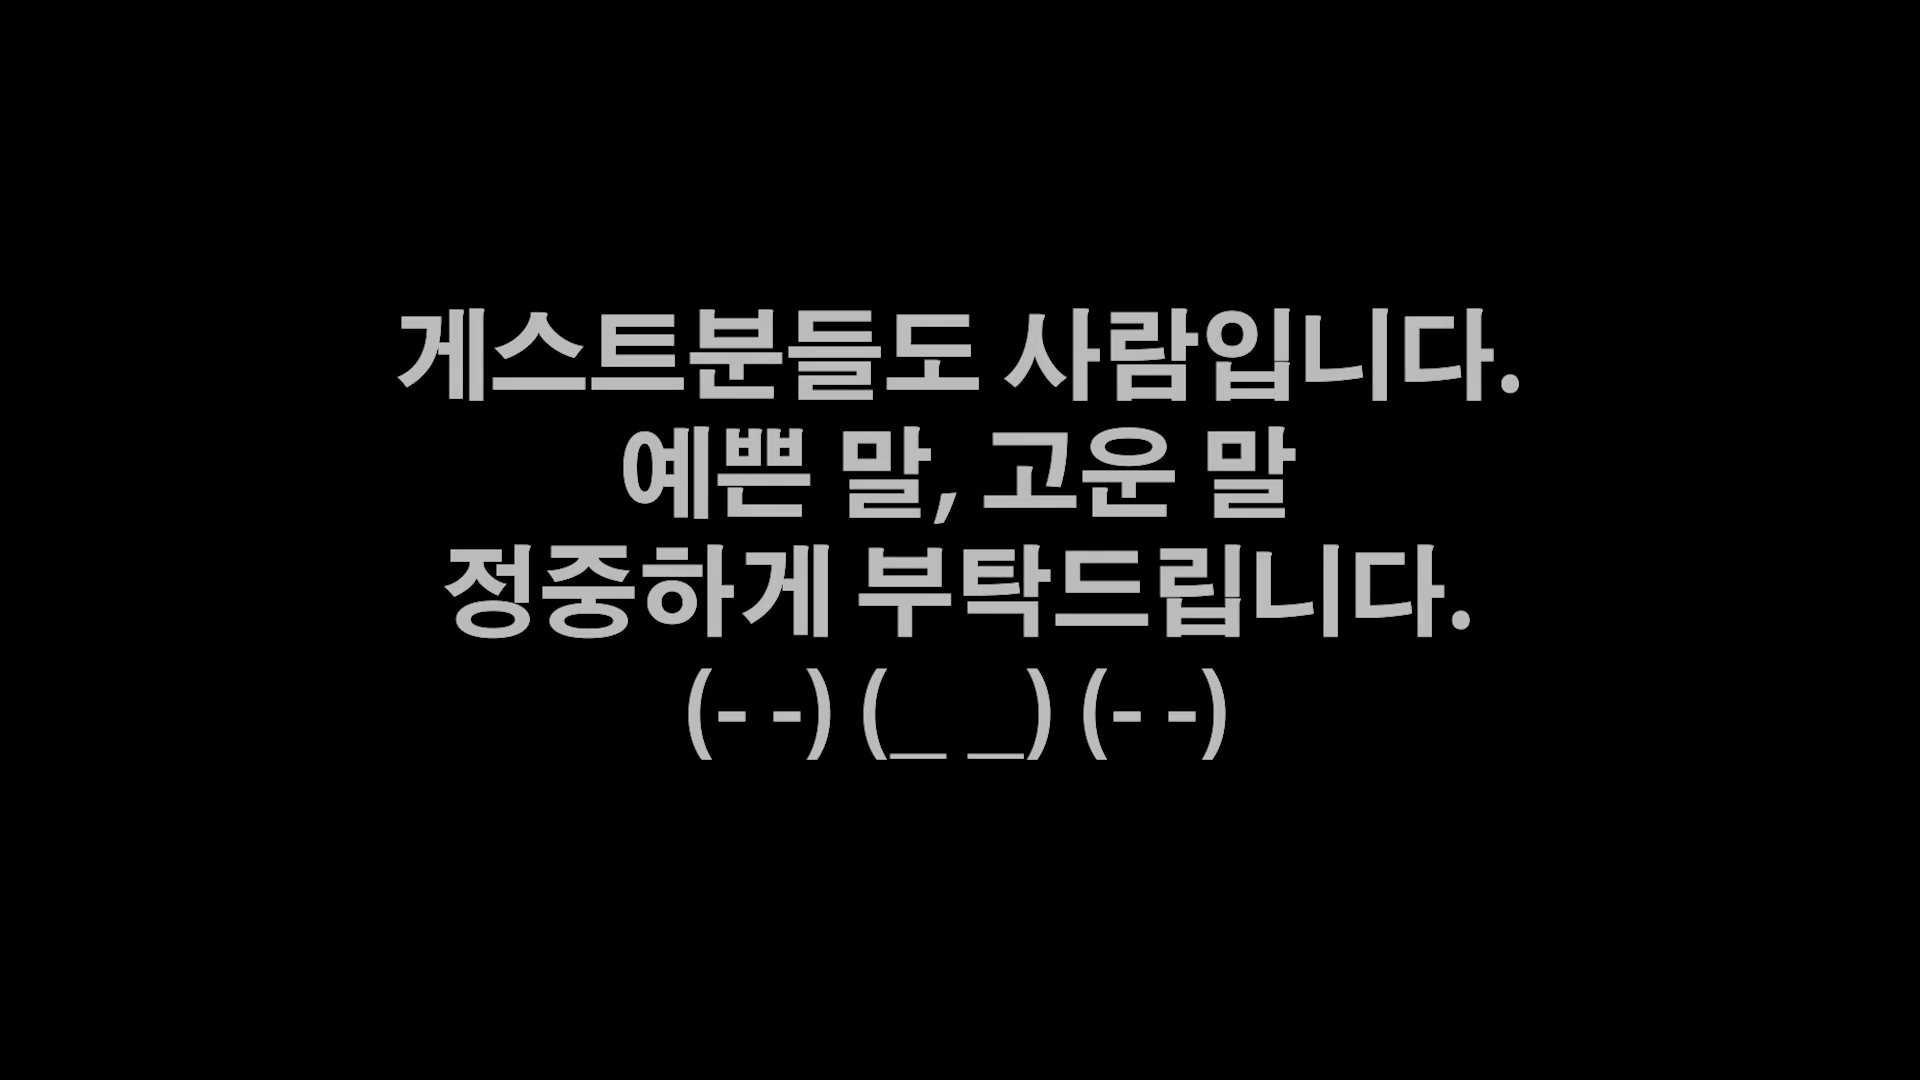 게스트분들도 사람입니다.
예쁜 말, 고운 말
정중하게 부탁드립니다.
(- -) (_ _) (- -)